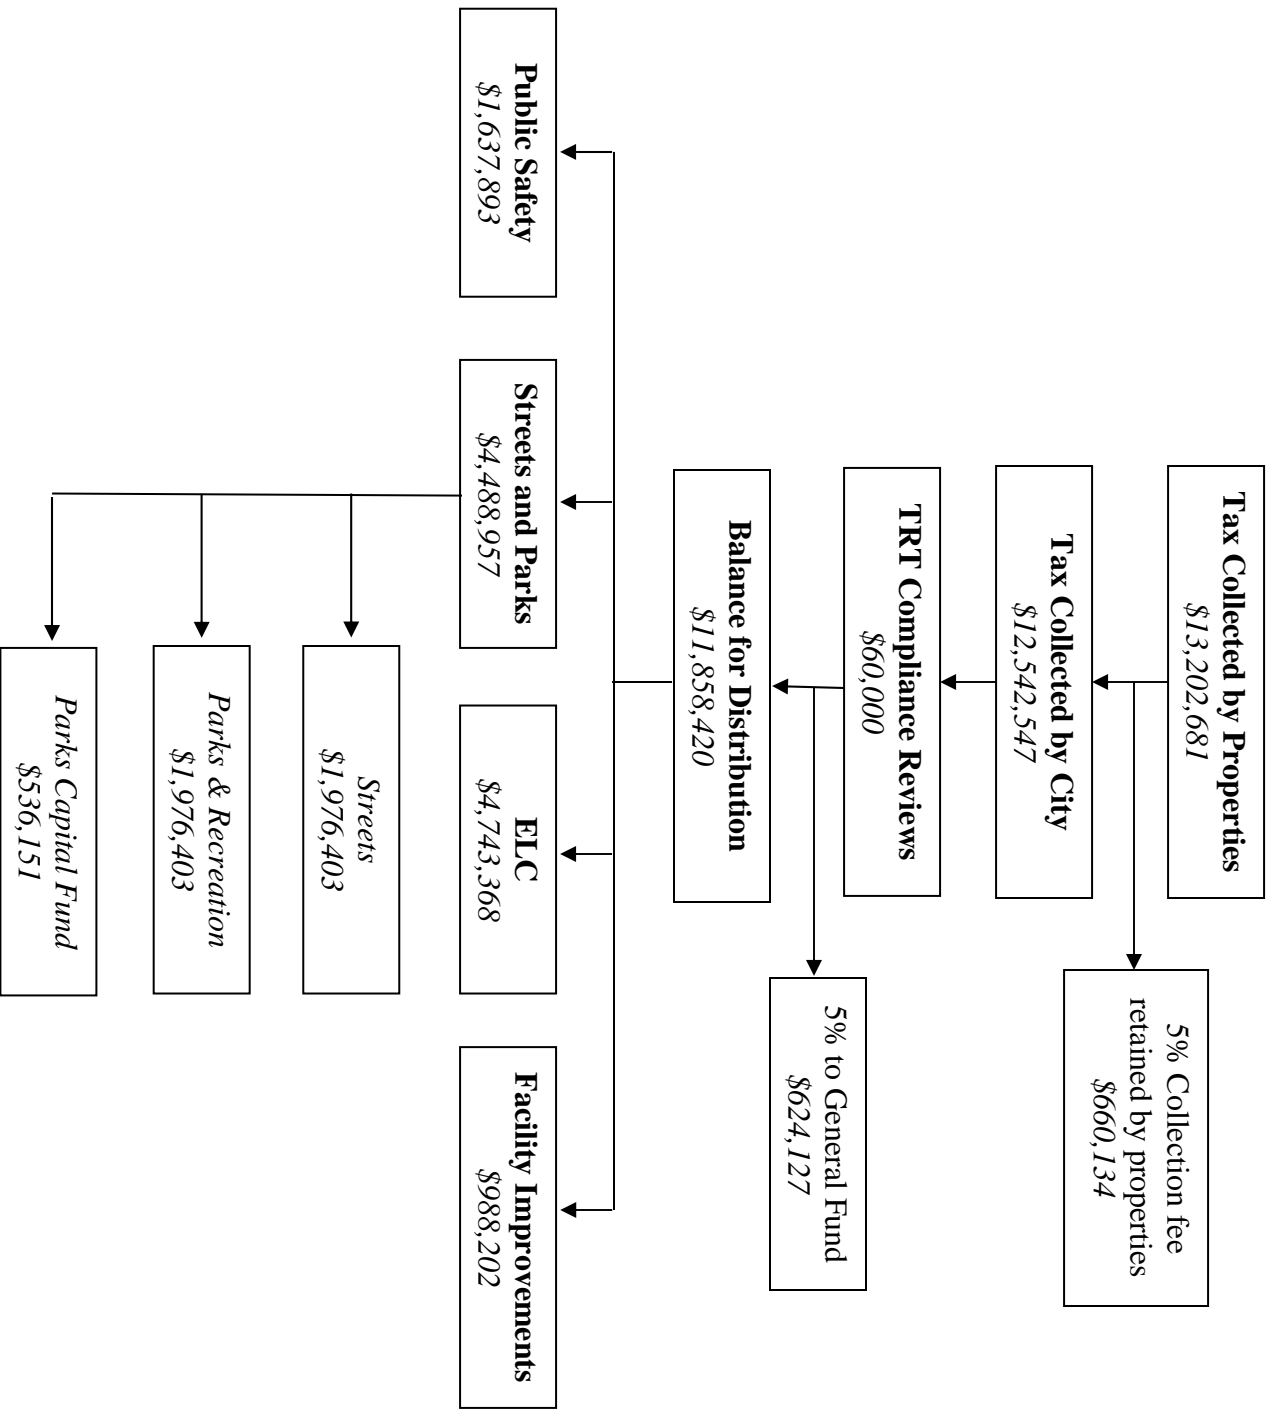 Tax Collected by Properties
$13,202,681
5% Collection fee
retained by properties
$660,134
Tax Collected by City
$12,542,547
TRT Compliance Reviews
$60,000
5% to General Fund
$624,127
Balance for Distribution
$11,858,420
Public Safety
$1,637,893
Streets and Parks
$4,488,957
ELC
$4,743,368
Facility Improvements
$988,202
Streets
$1,976,403
Parks & Recreation
$1,976,403
Parks Capital Fund
$536,151